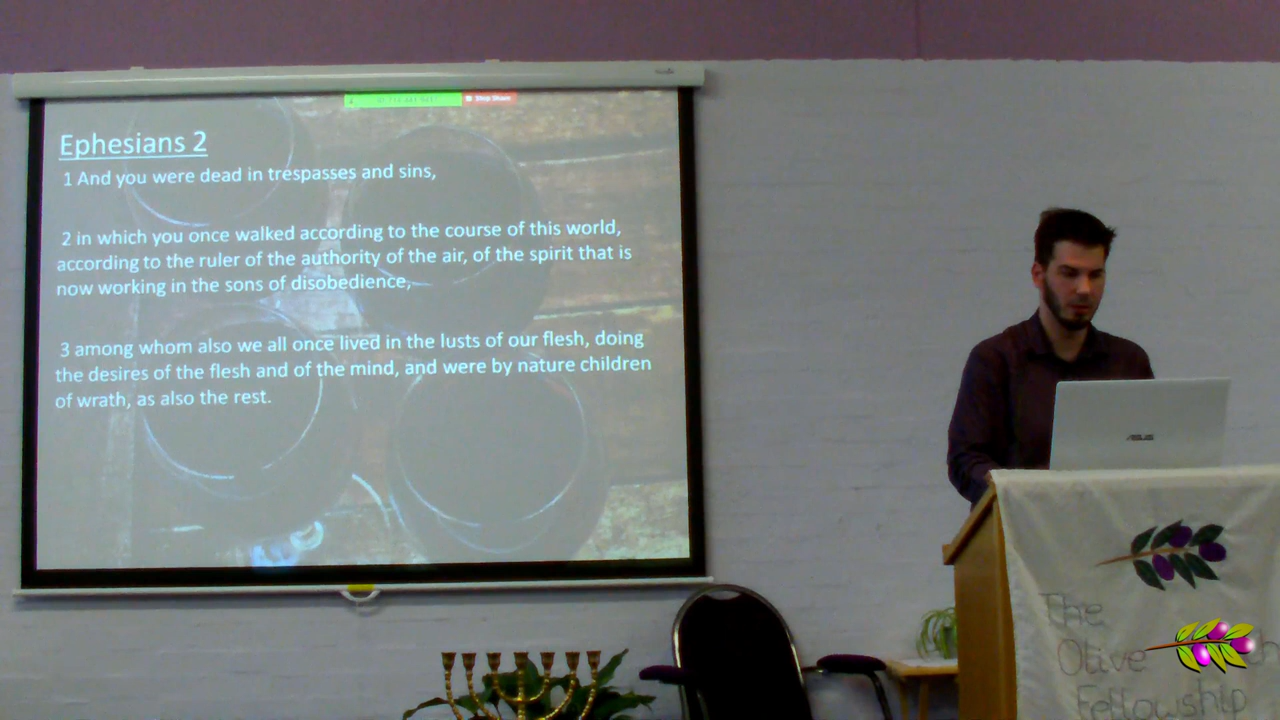 Stop Share
Ephesians 2
1 And you were dead in trespasses and sins,
2 in which you once walked according to the course of this world,
according to the ruler of the authority of the air, of the spirit that is
now working in the sons of disobedience,
3 among whom also we all once lived in the lusts of our flesh, doing
the desires of the flesh and of the mind, and were by nature children
of wrath, as also the rest.
ASUS
The
Olive
Fellowship